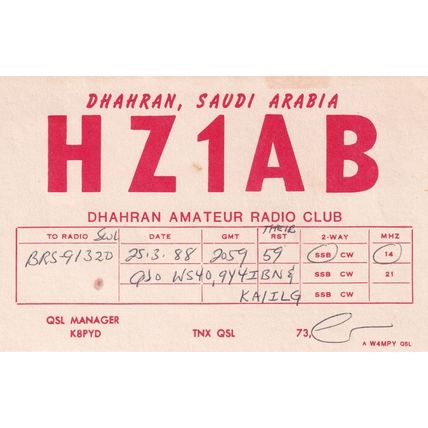 DHAHRAN, SAUDI ARABIA
HZ1AB
DHAHRAN AMATEUR RADIO CLUB
TO RADIO SWL DATE GMT THEIR RST 2-WAY MHZ
BRS-91320 25.3.88 2059 59 SSB CW 14
QSO WS4O, 9Y4IBN & SSB CW 21
KA1ILG SSB CW
QSL MANAGER
K8PYD TNX QSL 73,
A W4MPY QSL